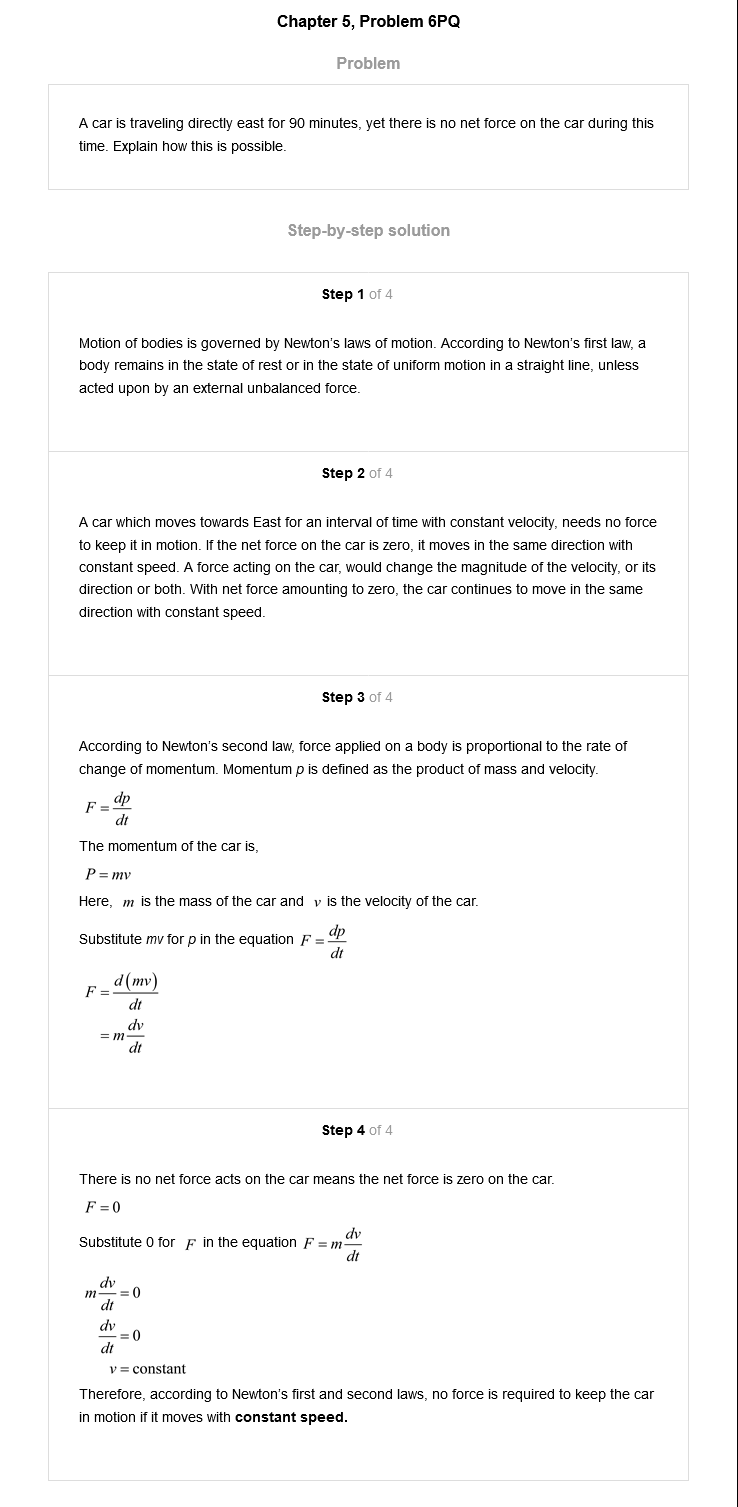 Chapter 5, Problem 6PQ
Problem
A car is traveling directly east for 90 minutes, yet there is no net force on the car during this
time. Explain how this is possible.
Step-by-step solution
Step 1 of 4
Motion of bodies is governed by Newton's laws of motion. According to Newton's first law, a
body remains in the state of rest or in the state of uniform motion in a straight line, unless
acted upon by an external unbalanced force.
Step 2 of 4
A car which moves towards East for an interval of time with constant velocity, needs no force
to keep it in motion. If the net force on the car is zero, it moves in the same direction with
constant speed. A force acting on the car, would change the magnitude of the velocity, or its
direction or both. With net force amounting to zero, the car continues to move in the same
direction with constant speed.
Step 3 of 4
According to Newton's second law, force applied on a body is proportional to the rate of
change of momentum. Momentum p is defined as the product of mass and velocity.
F = dp/dt
The momentum of the car is,
P = mv
Here, m is the mass of the car and v is the velocity of the car.
Substitute mv for p in the equation F = dp/dt
F = d(mv)/dt
= m dv/dt
Step 4 of 4
There is no net force acts on the car means the net force is zero on the car.
F = 0
Substitute 0 for F in the equation F = m dv/dt
m dv/dt = 0
dv/dt = 0
v = constant
Therefore, according to Newton's first and second laws, no force is required to keep the car
in motion if it moves with constant speed.